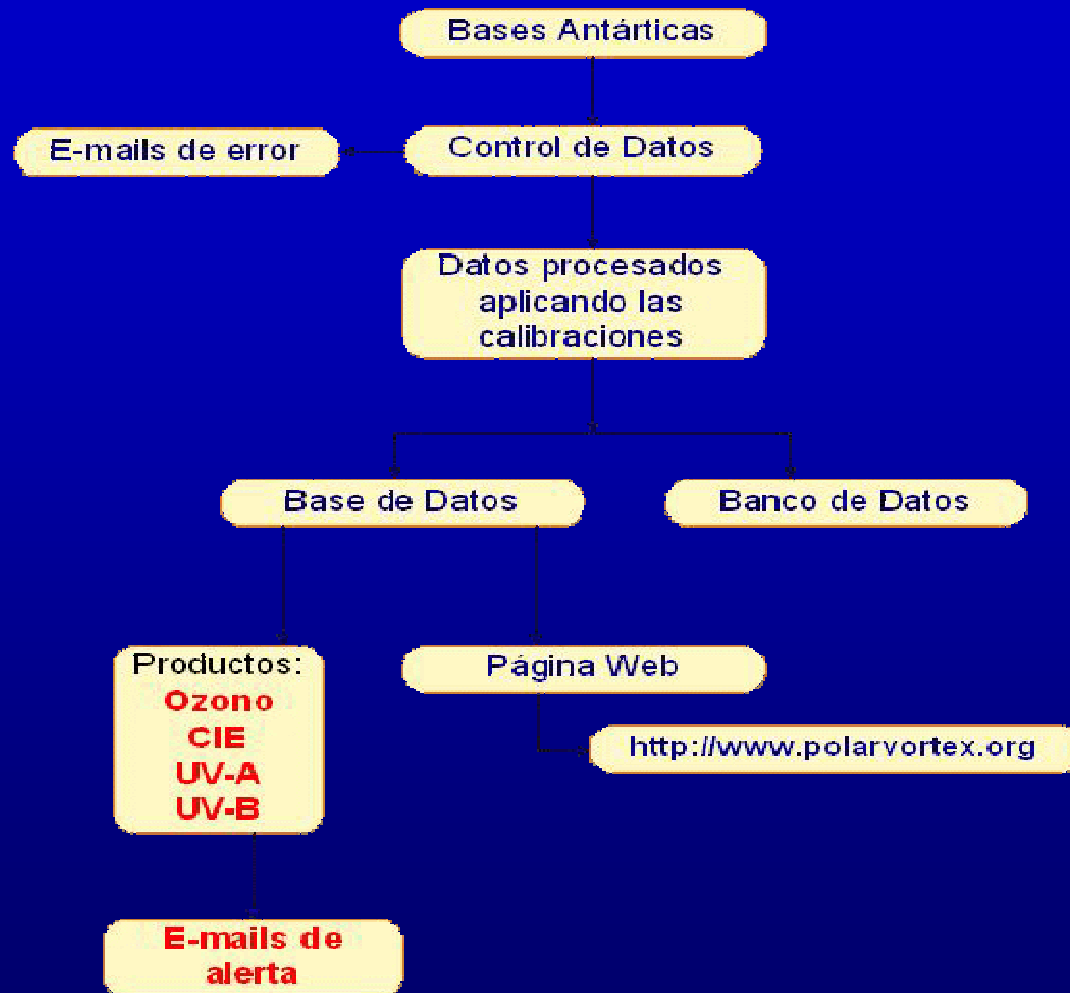 Bases Antárticas
E-mails de error
Control de Datos
Datos procesados
aplicando las
calibraciones
Base de Datos
Banco de Datos
Productos:
Ozono
CIE
UV-A
UV-B
Página Web
http://www.polarvortex.org
E-mails de
alerta